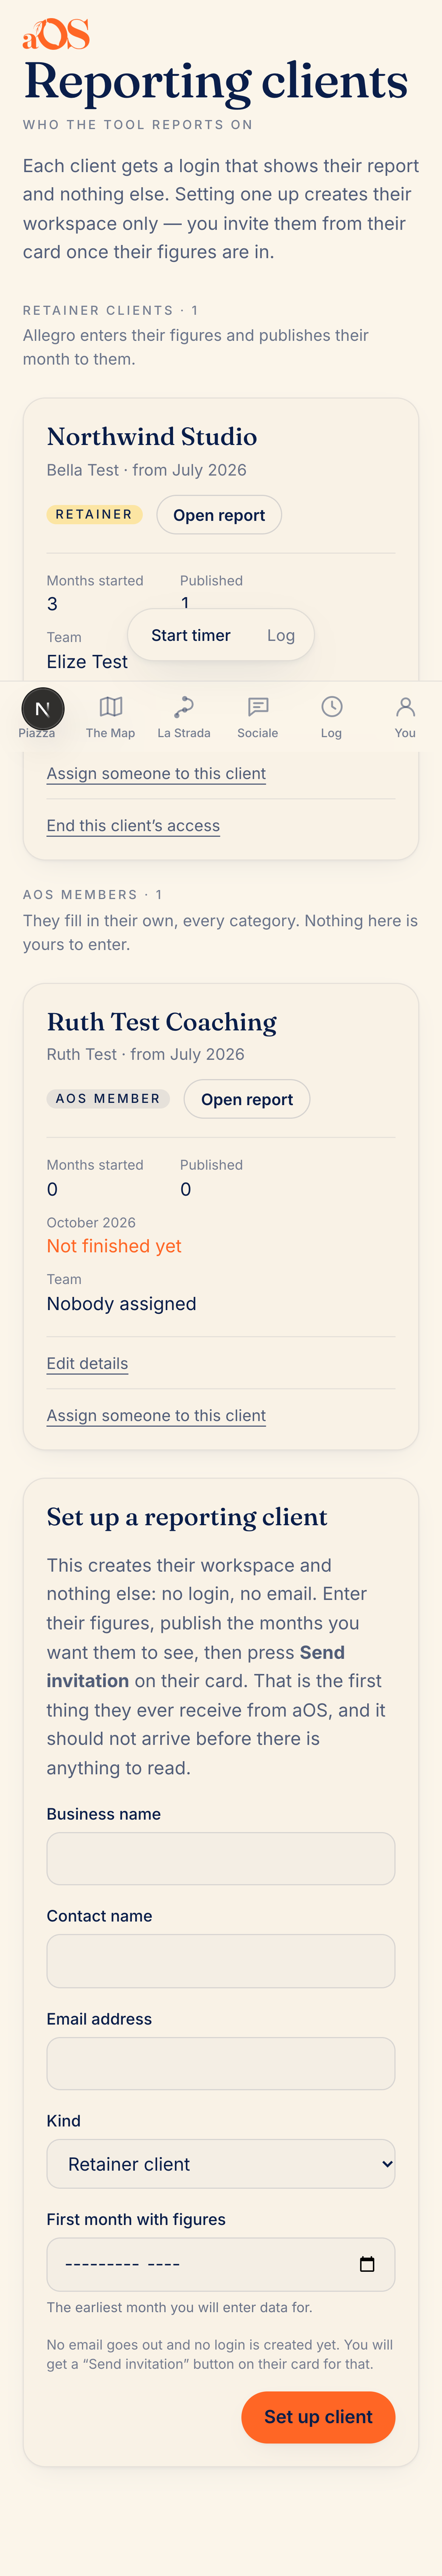 aOS
Reporting clients
WHO THE TOOL REPORTS ON
Each client gets a login that shows their report
and nothing else. Setting one up creates their
workspace only — you invite them from their
card once their figures are in.
RETAINER CLIENTS · 1
Allegro enters their figures and publishes their
month to them.
Northwind Studio
Bella Test · from July 2026
RETAINER
Open report
Months started
Published
3
1
Team
Elize Test
Start timer
Log
N
Piazza
The Map
La Strada
Sociale
Log
You
Assign someone to this client
End this client’s access
AOS MEMBERS · 1
They fill in their own, every category. Nothing here is
yours to enter.
Ruth Test Coaching
Ruth Test · from July 2026
AOS MEMBER
Open report
Months started
Published
0
0
October 2026
Not finished yet
Team
Nobody assigned
Edit details
Assign someone to this client
Set up a reporting client
This creates their workspace and
nothing else: no login, no email. Enter
their figures, publish the months you
want them to see, then press Send
invitation on their card. That is the first
thing they ever receive from aOS, and it
should not arrive before there is
anything to read.
Business name
Contact name
Email address
Kind
Retainer client
First month with figures
--------- ----
The earliest month you will enter data for.
No email goes out and no login is created yet. You will
get a “Send invitation” button on their card for that.
Set up client